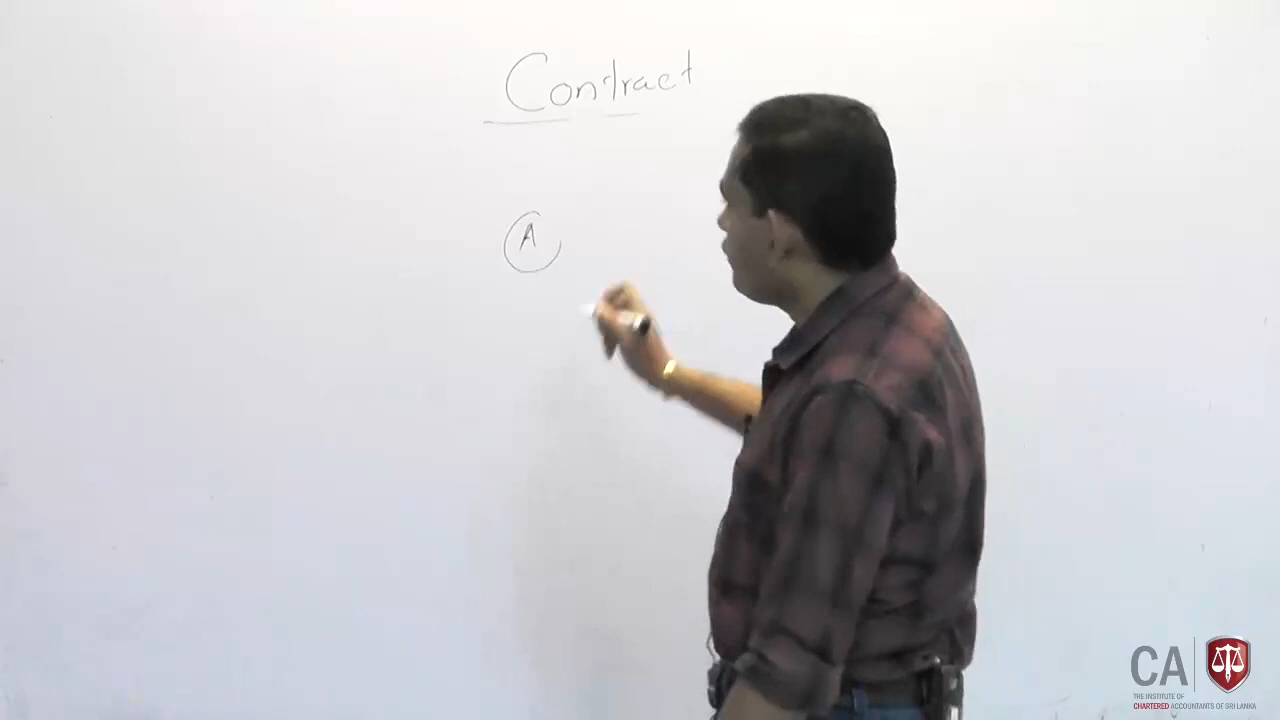 Contract
A
CA
THE INSTITUTE OF
CHARTERED ACCOUNTANTS OF SRI LANKA